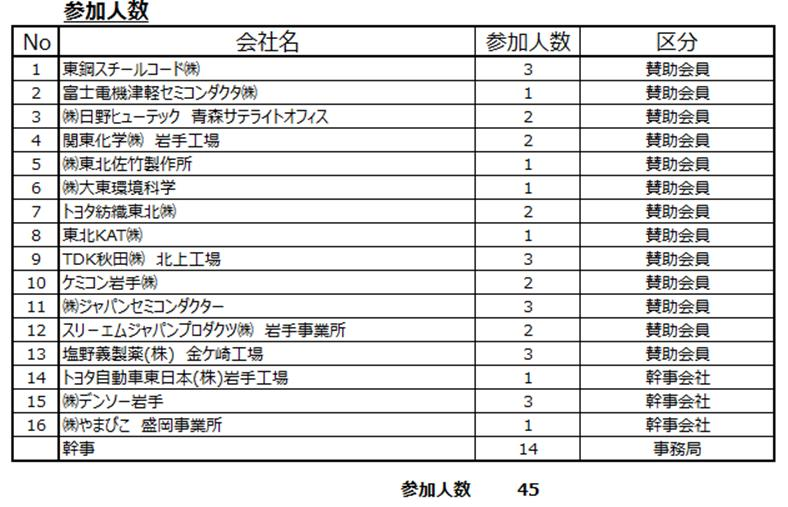 参加人数
No 会社名 参加人数 区分
1 東鋼スチールコード㈱ 3 賛助会員
2 富士電機津軽セミコンダクタ㈱ 1 賛助会員
3 ㈱日野ヒューテック 青森サテライトオフィス 2 賛助会員
4 関東化学㈱ 岩手工場 2 賛助会員
5 ㈱東北佐竹製作所 1 賛助会員
6 ㈱大東環境科学 1 賛助会員
7 トヨタ紡織東北㈱ 2 賛助会員
8 東北KAT㈱ 1 賛助会員
9 TDK秋田㈱ 北上工場 3 賛助会員
10 ケミコン岩手㈱ 2 賛助会員
11 ㈱ジャパンセミコンダクター 3 賛助会員
12 スリーエムジャパンプロダクツ㈱ 岩手事業所 2 賛助会員
13 塩野義製薬(株) 金ケ崎工場 3 賛助会員
14 トヨタ自動車東日本(株)岩手工場 1 幹事会社
15 ㈱デンソー岩手 3 幹事会社
16 ㈱やまびこ 盛岡事業所 1 幹事会社
幹事 14 事務局
参加人数 45